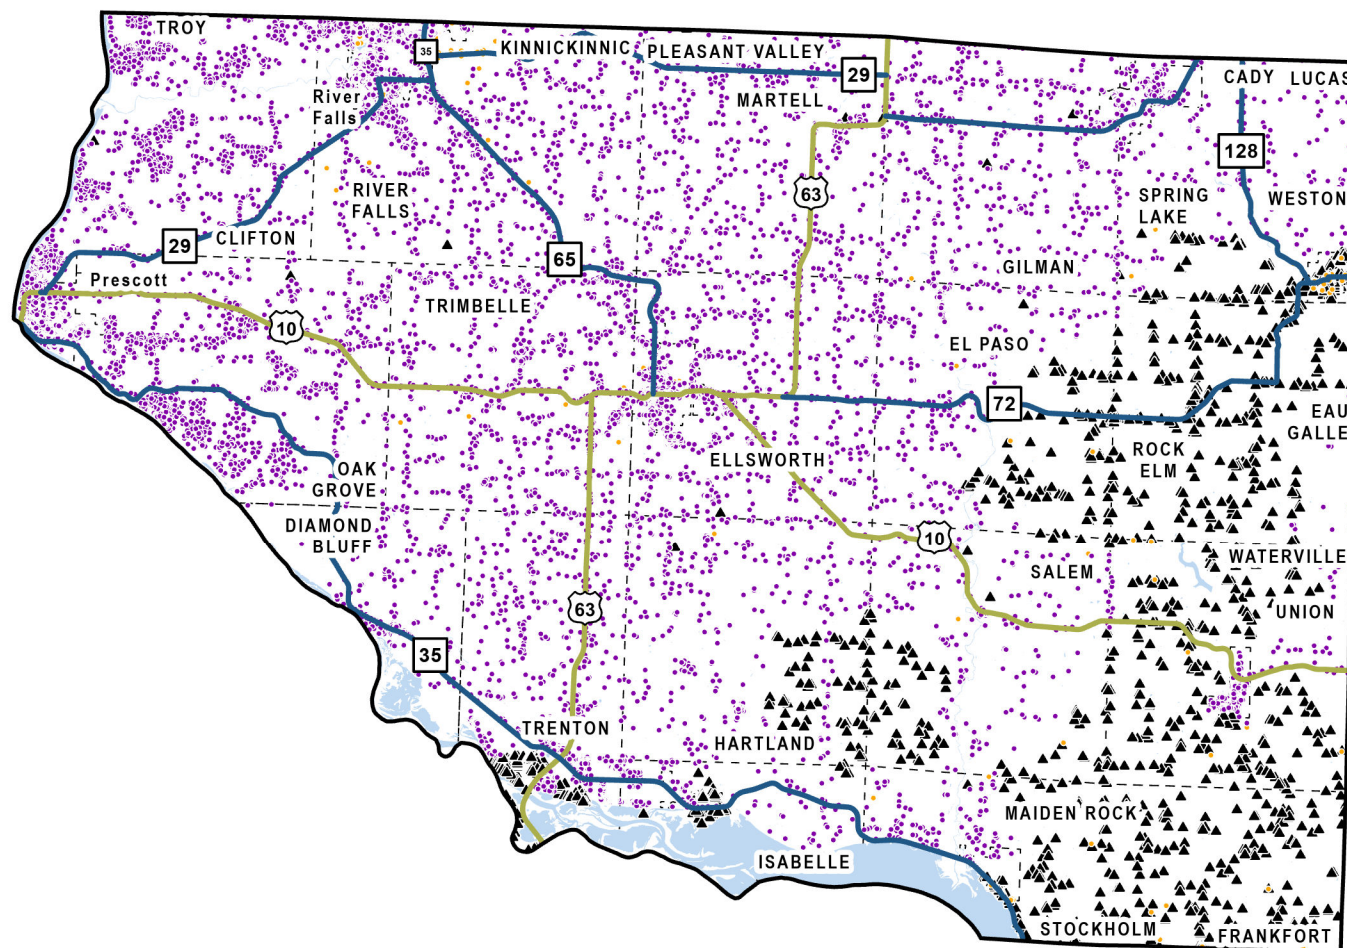 TROY
35
KINNICKINNIC
PLEASANT VALLEY
29
CADY
LUCAS
River
Falls
MARTELL
128
RIVER
FALLS
63
SPRING
LAKE
WESTON
29
CLIFTON
65
GILMAN
Prescott
TRIMBELLE
10
EL PASO
72
EAU
GALLE
OAK
GROVE
ELLSWORTH
ROCK
ELM
DIAMOND
BLUFF
10
SALEM
WATERVILLE
63
UNION
35
TRENTON
HARTLAND
MAIDEN ROCK
ISABELLE
STOCKHOLM
FRANKFORT